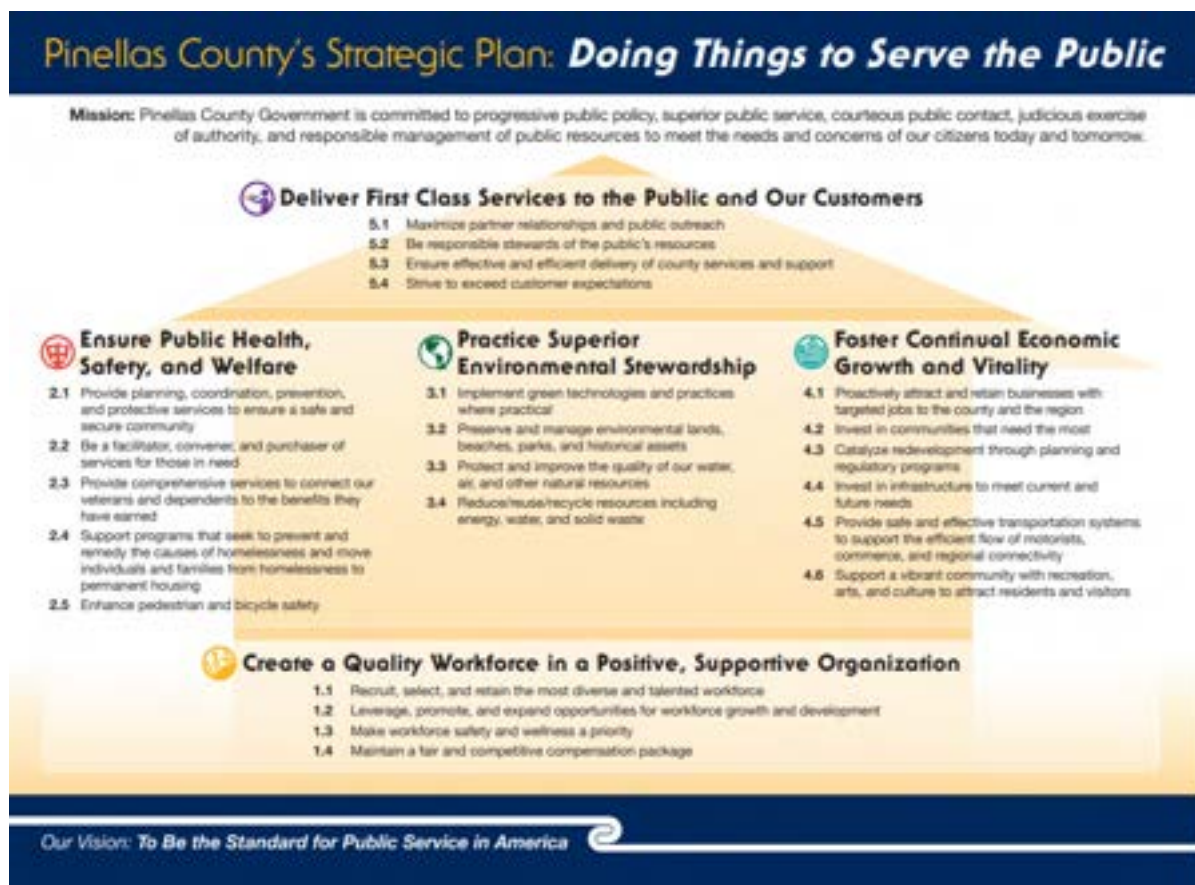 Pinellas County's Strategic Plan: Doing Things to Serve the Public
Mission: Pinellas County Government is committed to progressive public policy, superior public service, courteous public contact, judicious exercise
of authority, and responsible management of public resources to meet the needs and concerns of our citizens today and tomorrow.
Deliver First Class Services to the Public and Our Customers
5.1 Maximize partner relationships and public outreach
5.2 Be responsible stewards of the public's resources
5.3 Ensure effective and efficient delivery of county services and support
5.4 Strive to exceed customer expectations
Ensure Public Health,
Safety, and Welfare
2.1 Provide planning, coordination, prevention,
and protective services to ensure a safe and
secure community
2.2 Be a facilitator, convener, and purchaser of
services for those in need
2.3 Provide comprehensive services to connect our
veterans and dependents to the benefits they
have earned
2.4 Support programs that seek to prevent and
remedy the causes of homelessness and move
individuals and families from homelessness to
permanent housing
2.5 Enhance pedestrian and bicycle safety
Practice Superior
Environmental Stewardship
3.1 Implement green technologies and practices
where practical
3.2 Preserve and manage environmental lands,
beaches, parks, and historical assets
3.3 Protect and improve the quality of our water,
air, and other natural resources
3.4 Reduce/reuse/recycle resources including
energy, water, and solid waste
Foster Continual Economic
Growth and Vitality
4.1 Proactively attract and retain businesses with
targeted jobs to the county and the region
4.2 Invest in communities that need the most
4.3 Catalyze redevelopment through planning and
regulatory programs
4.4 Invest in infrastructure to meet current and
future needs
4.5 Provide safe and effective transportation systems
to support the efficient flow of motorists,
commerce, and regional connectivity
4.6 Support a vibrant community with recreation,
arts, and culture to attract residents and visitors
Create a Quality Workforce in a Positive, Supportive Organization
1.1 Recruit, select, and retain the most diverse and talented workforce
1.2 Leverage, promote, and expand opportunities for workforce growth and development
1.3 Make workforce safety and wellness a priority
1.4 Maintain a fair and competitive compensation package
Our Vision: To Be the Standard for Public Service in America